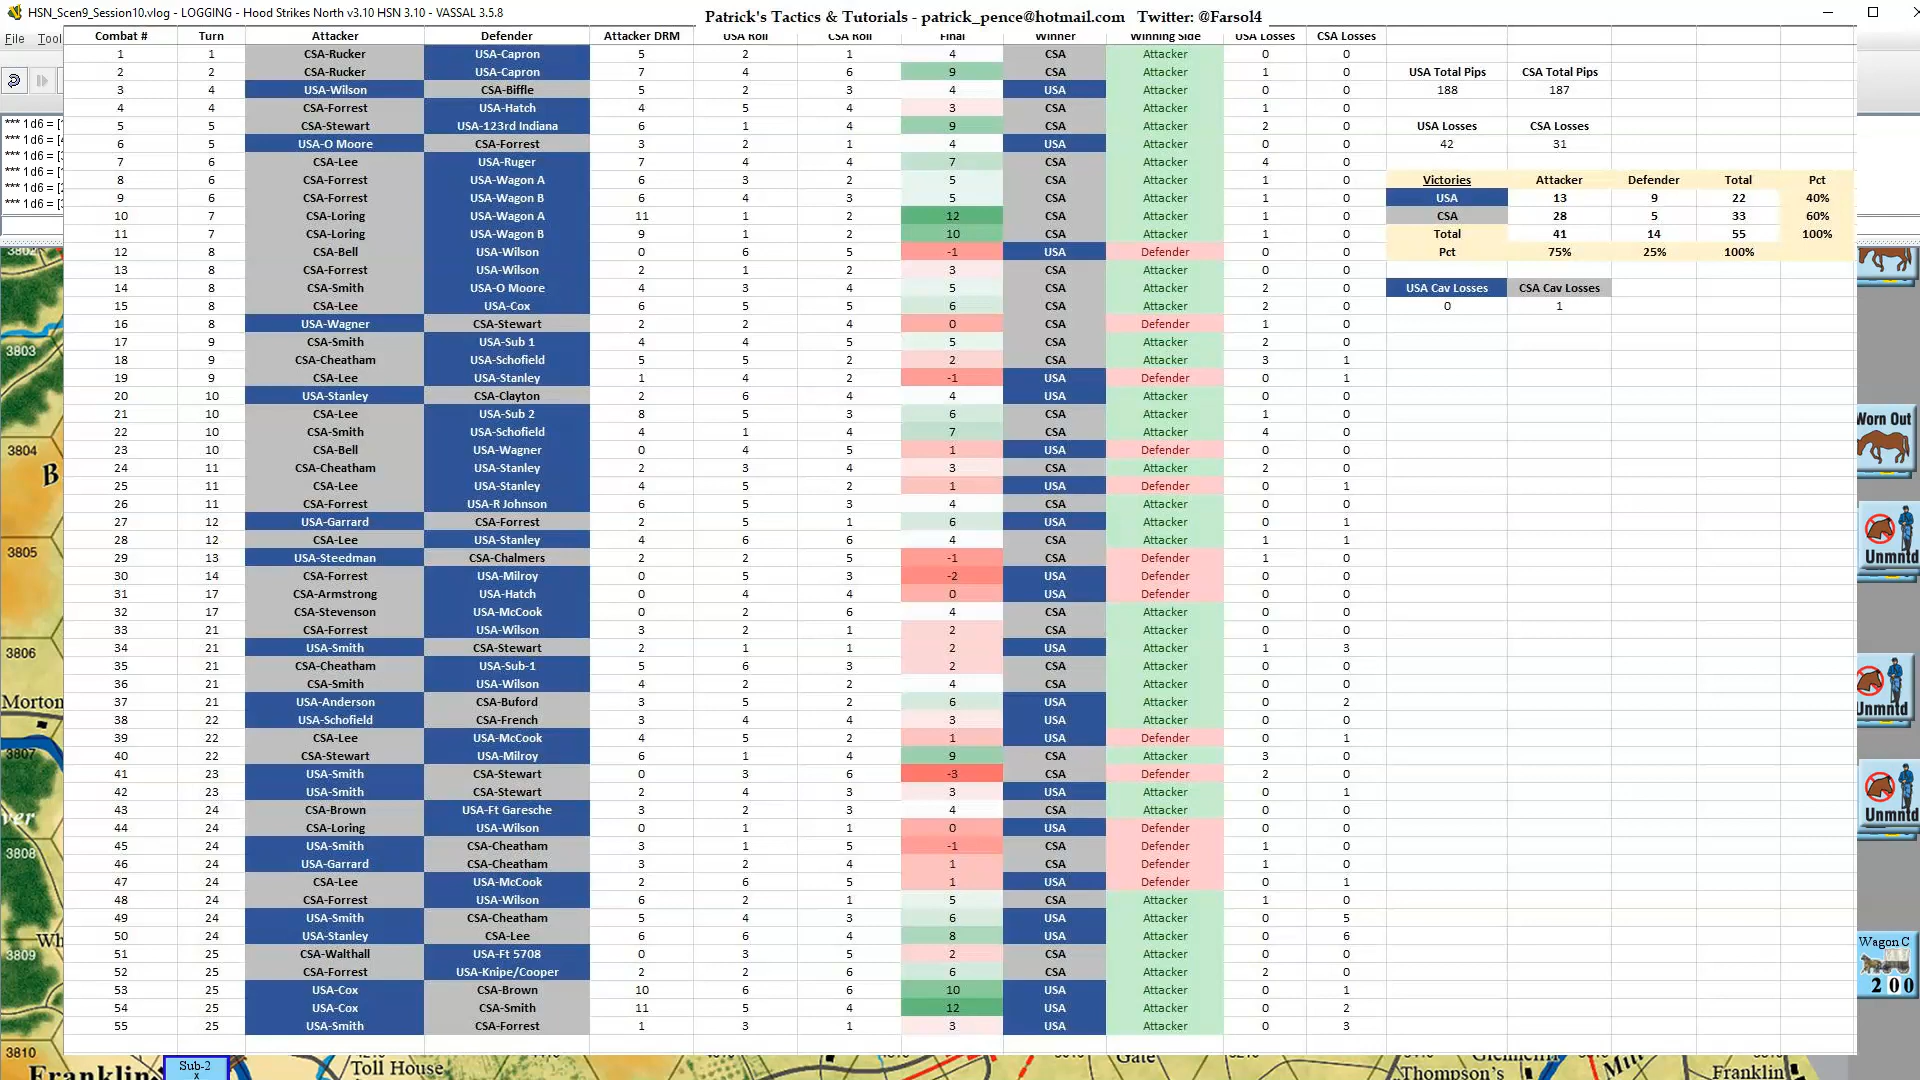 HSN_Scen9_Session10.vlog - LOGGING - Hood Strikes North v3.10 HSN 3.10 - VASSAL 3.5.8
Patrick's Tactics & Tutorials - patrick_pence@hotmail.com Twitter: @Farsol4
File Tool
Combat # Turn Attacker Defender Attacker DRM USA Roll CSA Roll Final Winner Winning Side USA Losses CSA Losses
1 1 CSA-Rucker USA-Capron 5 2 1 4 CSA Attacker 0 0
2 2 CSA-Rucker USA-Capron 7 4 6 9 CSA Attacker 1 0
3 4 USA-Wilson CSA-Biffle 5 2 3 4 USA Attacker 0 0
4 4 CSA-Forrest USA-Hatch 4 5 4 3 CSA Attacker 1 0
5 5 CSA-Stewart USA-123rd Indiana 6 1 4 9 CSA Attacker 2 0
6 5 USA-O Moore CSA-Forrest 3 2 1 4 USA Attacker 0 0
7 6 CSA-Lee USA-Ruger 7 4 4 7 CSA Attacker 4 0
8 6 CSA-Forrest USA-Wagon A 6 3 2 5 CSA Attacker 1 0
9 6 CSA-Forrest USA-Wagon B 6 4 3 5 CSA Attacker 1 0
10 7 CSA-Loring USA-Wagon A 11 1 2 12 CSA Attacker 1 0
11 7 CSA-Loring USA-Wagon B 9 1 2 10 CSA Attacker 1 0
12 8 CSA-Bell USA-Wilson 0 6 5 -1 USA Defender 0 0
13 8 CSA-Forrest USA-Wilson 2 1 2 3 CSA Attacker 0 0
14 8 CSA-Smith USA-O Moore 4 3 4 5 CSA Attacker 2 0
15 8 CSA-Lee USA-Cox 6 5 5 6 CSA Attacker 2 0
16 8 USA-Wagner CSA-Stewart 2 2 4 0 CSA Defender 1 0
17 9 CSA-Smith USA-Sub 1 4 4 5 5 CSA Attacker 2 0
18 9 CSA-Cheatham USA-Schofield 5 5 2 2 CSA Attacker 3 1
19 9 CSA-Lee USA-Stanley 1 4 2 -1 USA Defender 0 1
20 10 USA-Stanley CSA-Clayton 2 6 4 4 USA Attacker 0 0
21 10 CSA-Lee USA-Sub 2 8 5 3 6 CSA Attacker 1 0
22 10 CSA-Smith USA-Schofield 4 1 4 7 CSA Attacker 4 0
23 10 CSA-Bell USA-Wagner 0 4 5 1 USA Defender 0 0
24 11 CSA-Cheatham USA-Stanley 2 3 4 3 CSA Attacker 2 0
25 11 CSA-Lee USA-Stanley 4 5 2 1 USA Defender 0 1
26 11 CSA-Forrest USA-R Johnson 6 5 3 4 CSA Attacker 0 0
27 12 USA-Garrard CSA-Forrest 2 5 1 6 USA Attacker 0 1
28 12 CSA-Lee USA-Stanley 4 6 6 4 CSA Attacker 1 1
29 13 USA-Steedman CSA-Chalmers 2 2 5 -1 CSA Defender 1 0
30 14 CSA-Forrest USA-Milroy 0 5 3 -2 USA Defender 0 0
31 17 CSA-Armstrong USA-Hatch 0 4 4 0 USA Defender 0 0
32 17 CSA-Stevenson USA-McCook 0 2 6 4 CSA Attacker 0 0
33 21 CSA-Forrest USA-Wilson 3 2 1 2 CSA Attacker 0 0
34 21 USA-Smith CSA-Stewart 2 1 1 2 USA Attacker 1 3
35 21 CSA-Cheatham USA-Sub-1 5 6 3 2 CSA Attacker 0 0
36 21 CSA-Smith USA-Wilson 4 2 2 4 CSA Attacker 0 0
37 21 USA-Anderson CSA-Buford 3 5 2 6 USA Attacker 0 2
38 22 USA-Schofield CSA-French 3 4 4 3 USA Attacker 0 0
39 22 CSA-Lee USA-McCook 4 5 2 1 USA Defender 0 1
40 22 CSA-Stewart USA-Milroy 6 1 4 9 CSA Attacker 3 0
41 23 USA-Smith CSA-Stewart 0 3 6 -3 CSA Defender 2 0
42 23 USA-Smith CSA-Stewart 2 4 3 3 USA Attacker 0 1
43 24 CSA-Brown USA-Ft Garesche 3 2 3 4 CSA Attacker 0 0
44 24 CSA-Loring USA-Wilson 0 1 1 0 USA Defender 0 0
45 24 USA-Smith CSA-Cheatham 3 1 5 -1 CSA Defender 1 0
46 24 USA-Garrard CSA-Cheatham 3 2 4 1 CSA Defender 1 0
47 24 CSA-Lee USA-McCook 2 6 5 1 USA Defender 0 1
48 24 CSA-Forrest USA-Wilson 6 2 1 5 CSA Attacker 1 0
49 24 USA-Smith CSA-Cheatham 5 4 3 6 USA Attacker 0 5
50 24 USA-Stanley CSA-Lee 6 6 4 8 USA Attacker 0 6
51 25 CSA-Walthall USA-Ft 5708 0 3 5 2 CSA Attacker 0 0
52 25 CSA-Forrest USA-Knipe/Cooper 2 2 6 6 CSA Attacker 2 0
53 25 USA-Cox CSA-Brown 10 6 6 10 USA Attacker 0 1
54 25 USA-Cox CSA-Smith 11 5 4 12 USA Attacker 0 2
55 25 USA-Smith CSA-Forrest 1 3 1 3 USA Attacker 0 3
USA Total Pips CSA Total Pips
188 187
USA Losses CSA Losses
42 31
Victories Attacker Defender Total Pct
USA 13 9 22 40%
CSA 28 5 33 60%
Total 41 14 55 100%
Pct 75% 25% 100%
USA Cav Losses CSA Cav Losses
0 1
*** 1d6 = [
*** 1d6 = [
*** 1d6 = [
*** 1d6 = [
*** 1d6 = [
*** 1d6 = [
3802
3803
3804
B
3805
3806
Morton
3807
ver
3808
Wh
3809
3810
Franklin
Sub-2
x
Toll House
Gate
Thompson's
Mill
Franklin
Worn Out
Unmntd
Unmntd
Unmntd
Wagon C
2 0 0